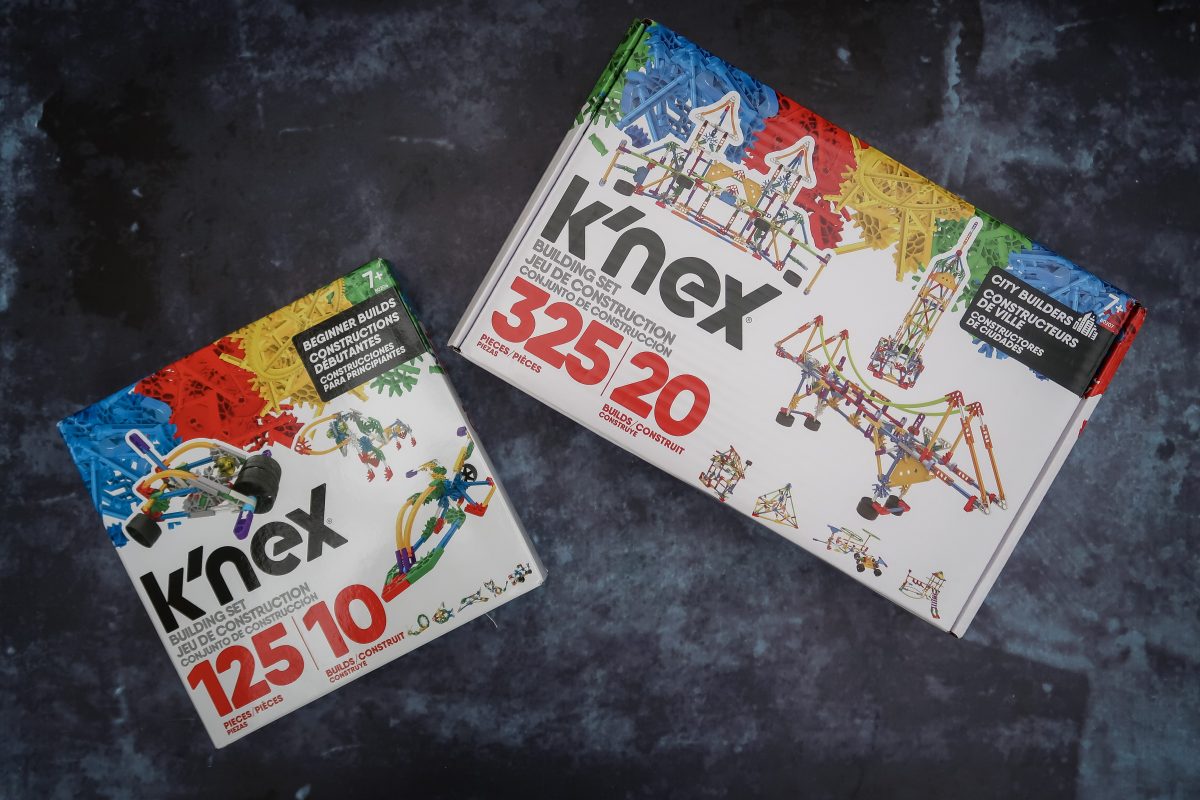 7+
BEGINNER BUILDS
CONSTRUCTIONS
DÉBUTANTES
CONSTRUCCIONES
PARA PRINCIPIANTES
k'nex®
BUILDING SET
JEU DE CONSTRUCTION
CONJUNTO DE CONSTRUCCIÓN
125 10
PIECES/PIÈCES
PIEZAS
BUILDS/CONSTRUIT
CONSTRUYE
7+
CITY BUILDERS
CONSTRUCTEURS
DE VILLE
CONSTRUCTORES
DE CIUDADES
k'nex®
BUILDING SET
JEU DE CONSTRUCTION
CONJUNTO DE CONSTRUCCIÓN
325 20
PIECES/PIÈCES
PIEZAS
BUILDS/CONSTRUIT
CONSTRUYE